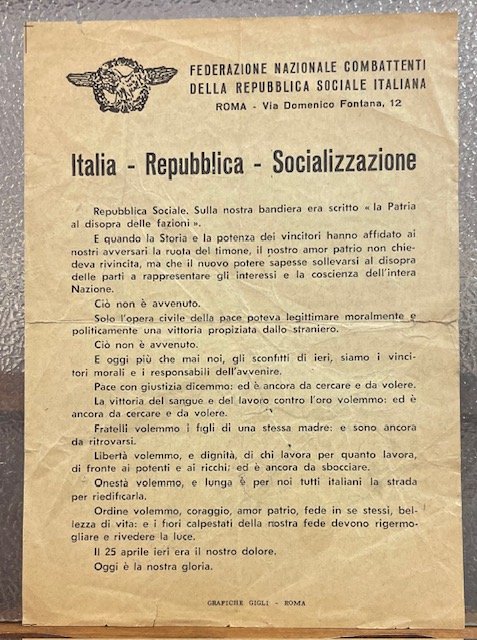 FEDERAZIONE NAZIONALE COMBATTENTI
DELLA REPUBBLICA SOCIALE ITALIANA
ROMA - Via Domenico Fontana, 12
Italia - Repubblica - Socializzazione
Repubblica Sociale. Sulla nostra bandiera era scritto « la Patria
al disopra delle fazioni ».
E quando la Storia e la potenza dei vincitori hanno affidato ai
nostri avversari la ruota del timone, il nostro amor patrio non chie-
deva rivincita, ma che il nuovo potere sapesse sollevarsi al disopra
delle parti a rappresentare gli interessi e la coscienza dell'intera
Nazione.
Ciò non è avvenuto.
Solo l'opera civile della pace poteva legittimare moralmente e
politicamente una vittoria propiziata dallo straniero.
Ciò non è avvenuto.
E oggi più che mai noi, gli sconfitti di ieri, siamo i vinci-
tori morali e i responsabili dell'avvenire.
Pace con giustizia dicemmo: ed è ancora da cercare e da volere.
La vittoria del sangue e del lavoro contro l'oro volemmo: ed è
ancora da cercare e da volere.
Fratelli volemmo i figli di una stessa madre: e sono ancora
da ritrovarsi.
Libertà volemmo, e dignità, di chi lavora per quanto lavora,
di fronte ai potenti e ai ricchi: ed è ancora da sbocciare.
Onestà volemmo, e lunga è per noi tutti italiani la strada
per riedificarla.
Ordine volemmo, coraggio, amor patrio, fede in se stessi, bel-
lezza di vita: e i fiori calpestati della nostra fede devono rigermo-
gliare e rivedere la luce.
Il 25 aprile ieri era il nostro dolore.
Oggi è la nostra gloria.
GRAFICHE GIGLI - ROMA